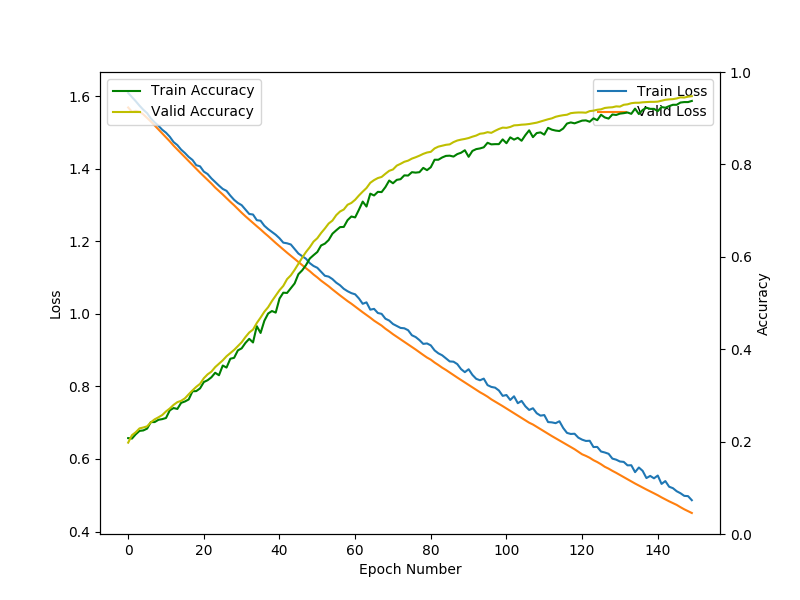 Train Accuracy
Valid Accuracy
Train Loss
Valid Loss
1.6
1.4
1.2
1.0
0.8
0.6
0.4
Loss
1.0
0.8
0.6
0.4
0.2
0.0
Accuracy
0 20 40 60 80 100 120 140
Epoch Number